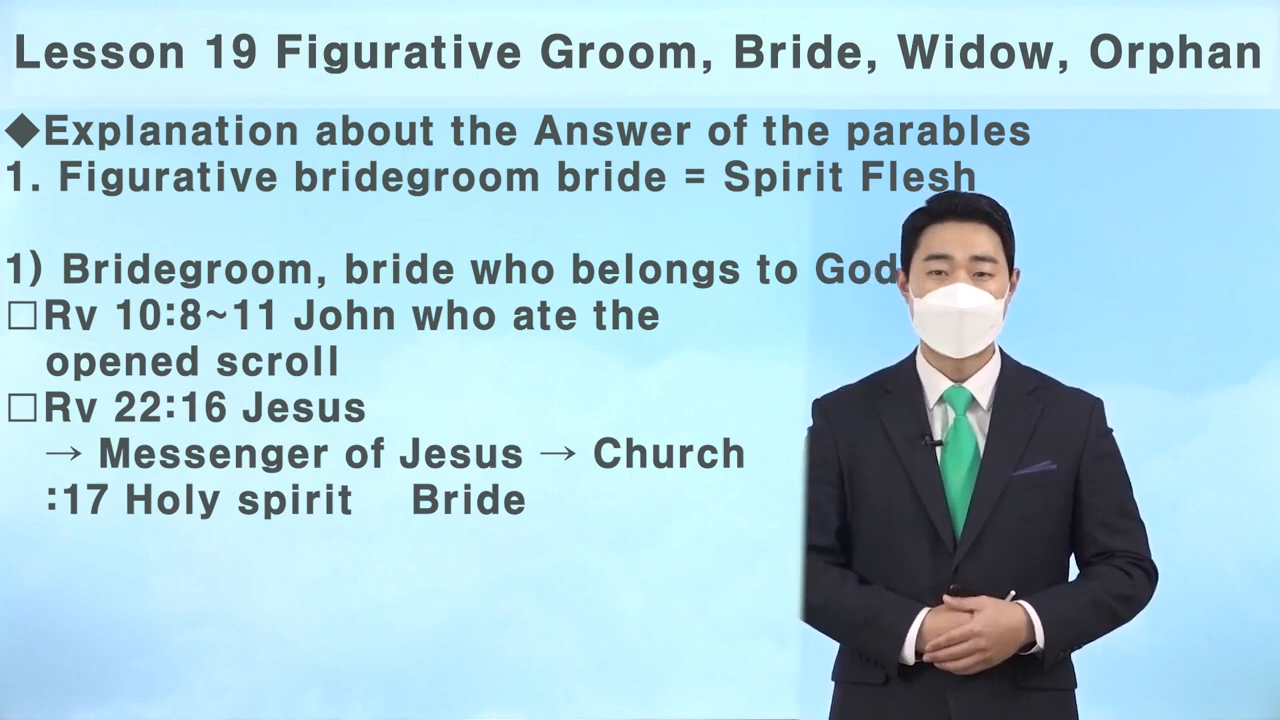 Lesson 19 Figurative Groom, Bride, Widow, Orphan
◆Explanation about the Answer of the parables
1. Figurative bridegroom bride = Spirit Flesh
1) Bridegroom, bride who belongs to God
□Rv 10:8~11 John who ate the
opened scroll
□Rv 22:16 Jesus
→ Messenger of Jesus → Church
:17 Holy spirit Bride